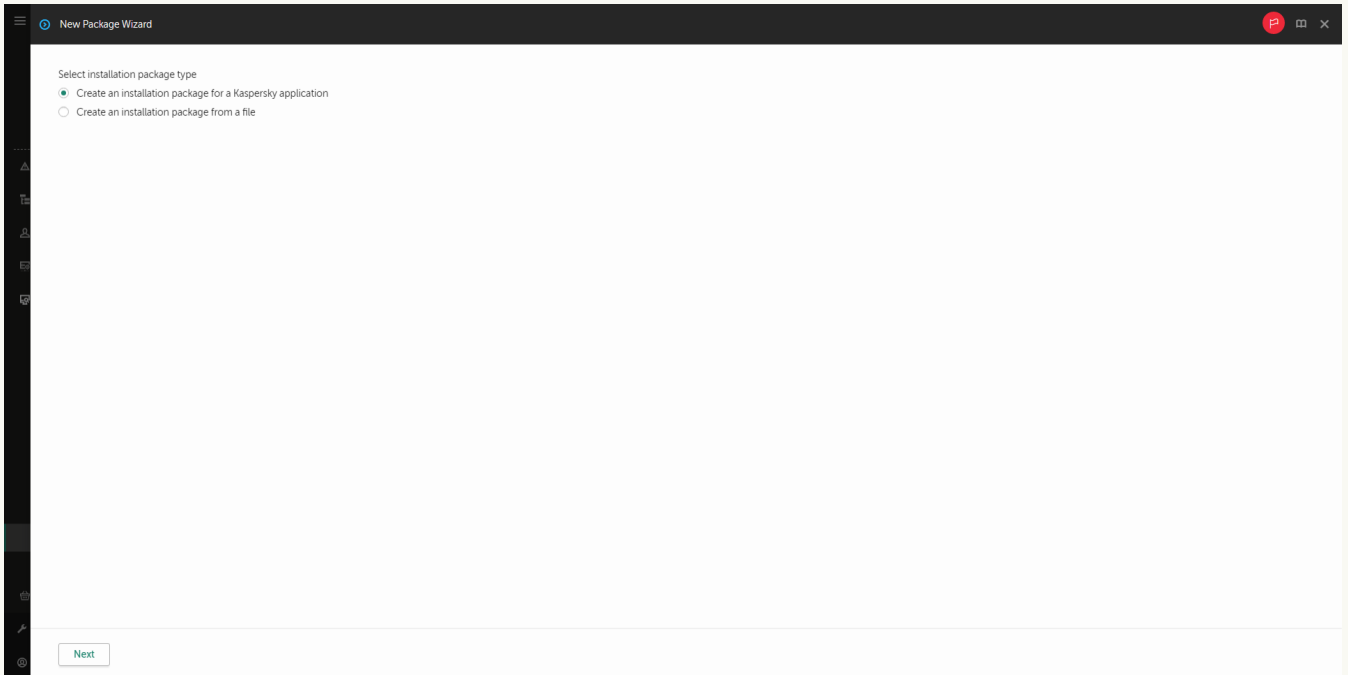 New Package Wizard
Select installation package type
Create an installation package for a Kaspersky application
Create an installation package from a file
Next